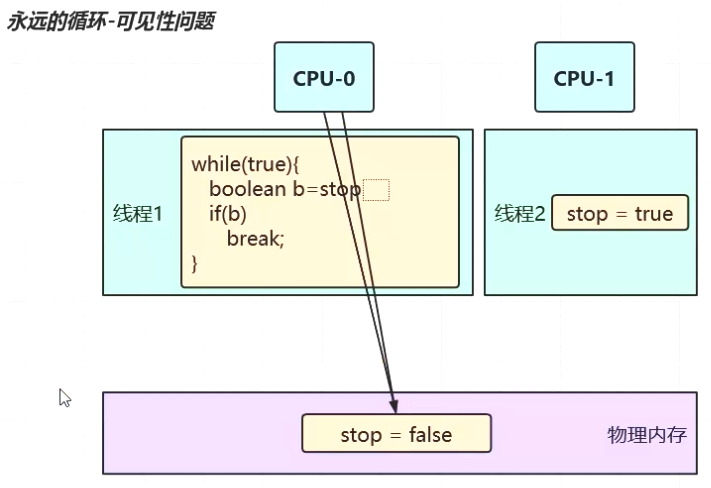 永远的循环-可见性问题
CPU-0
CPU-1
线程1
while(true){
boolean b=stop
if(b)
break;
}
线程2
stop = true
stop = false
物理内存